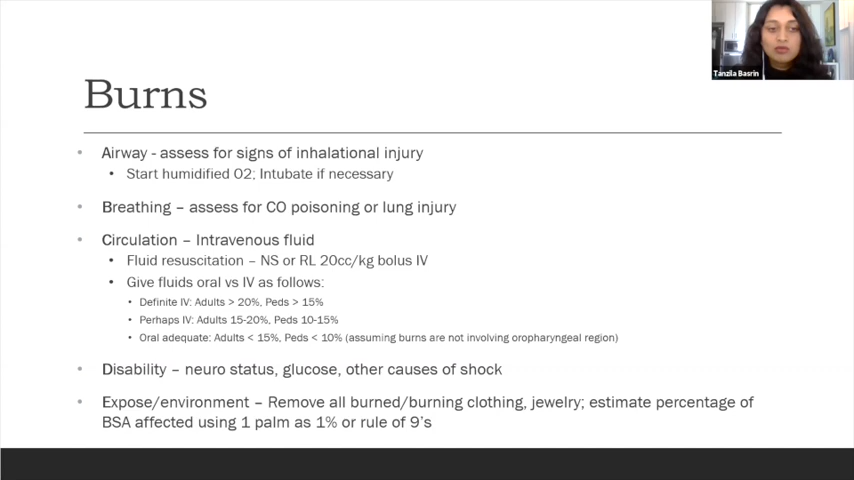 Tanzila Basrin
Burns
• Airway - assess for signs of inhalational injury
• Start humidified O2; Intubate if necessary
• Breathing – assess for CO poisoning or lung injury
• Circulation – Intravenous fluid
• Fluid resuscitation – NS or RL 20cc/kg bolus IV
• Give fluids oral vs IV as follows:
• Definite IV: Adults > 20%, Peds > 15%
• Perhaps IV: Adults 15-20%, Peds 10-15%
• Oral adequate: Adults < 15%, Peds < 10% (assuming burns are not involving oropharyngeal region)
• Disability – neuro status, glucose, other causes of shock
• Expose/environment – Remove all burned/burning clothing, jewelry; estimate percentage of
BSA affected using 1 palm as 1% or rule of 9's